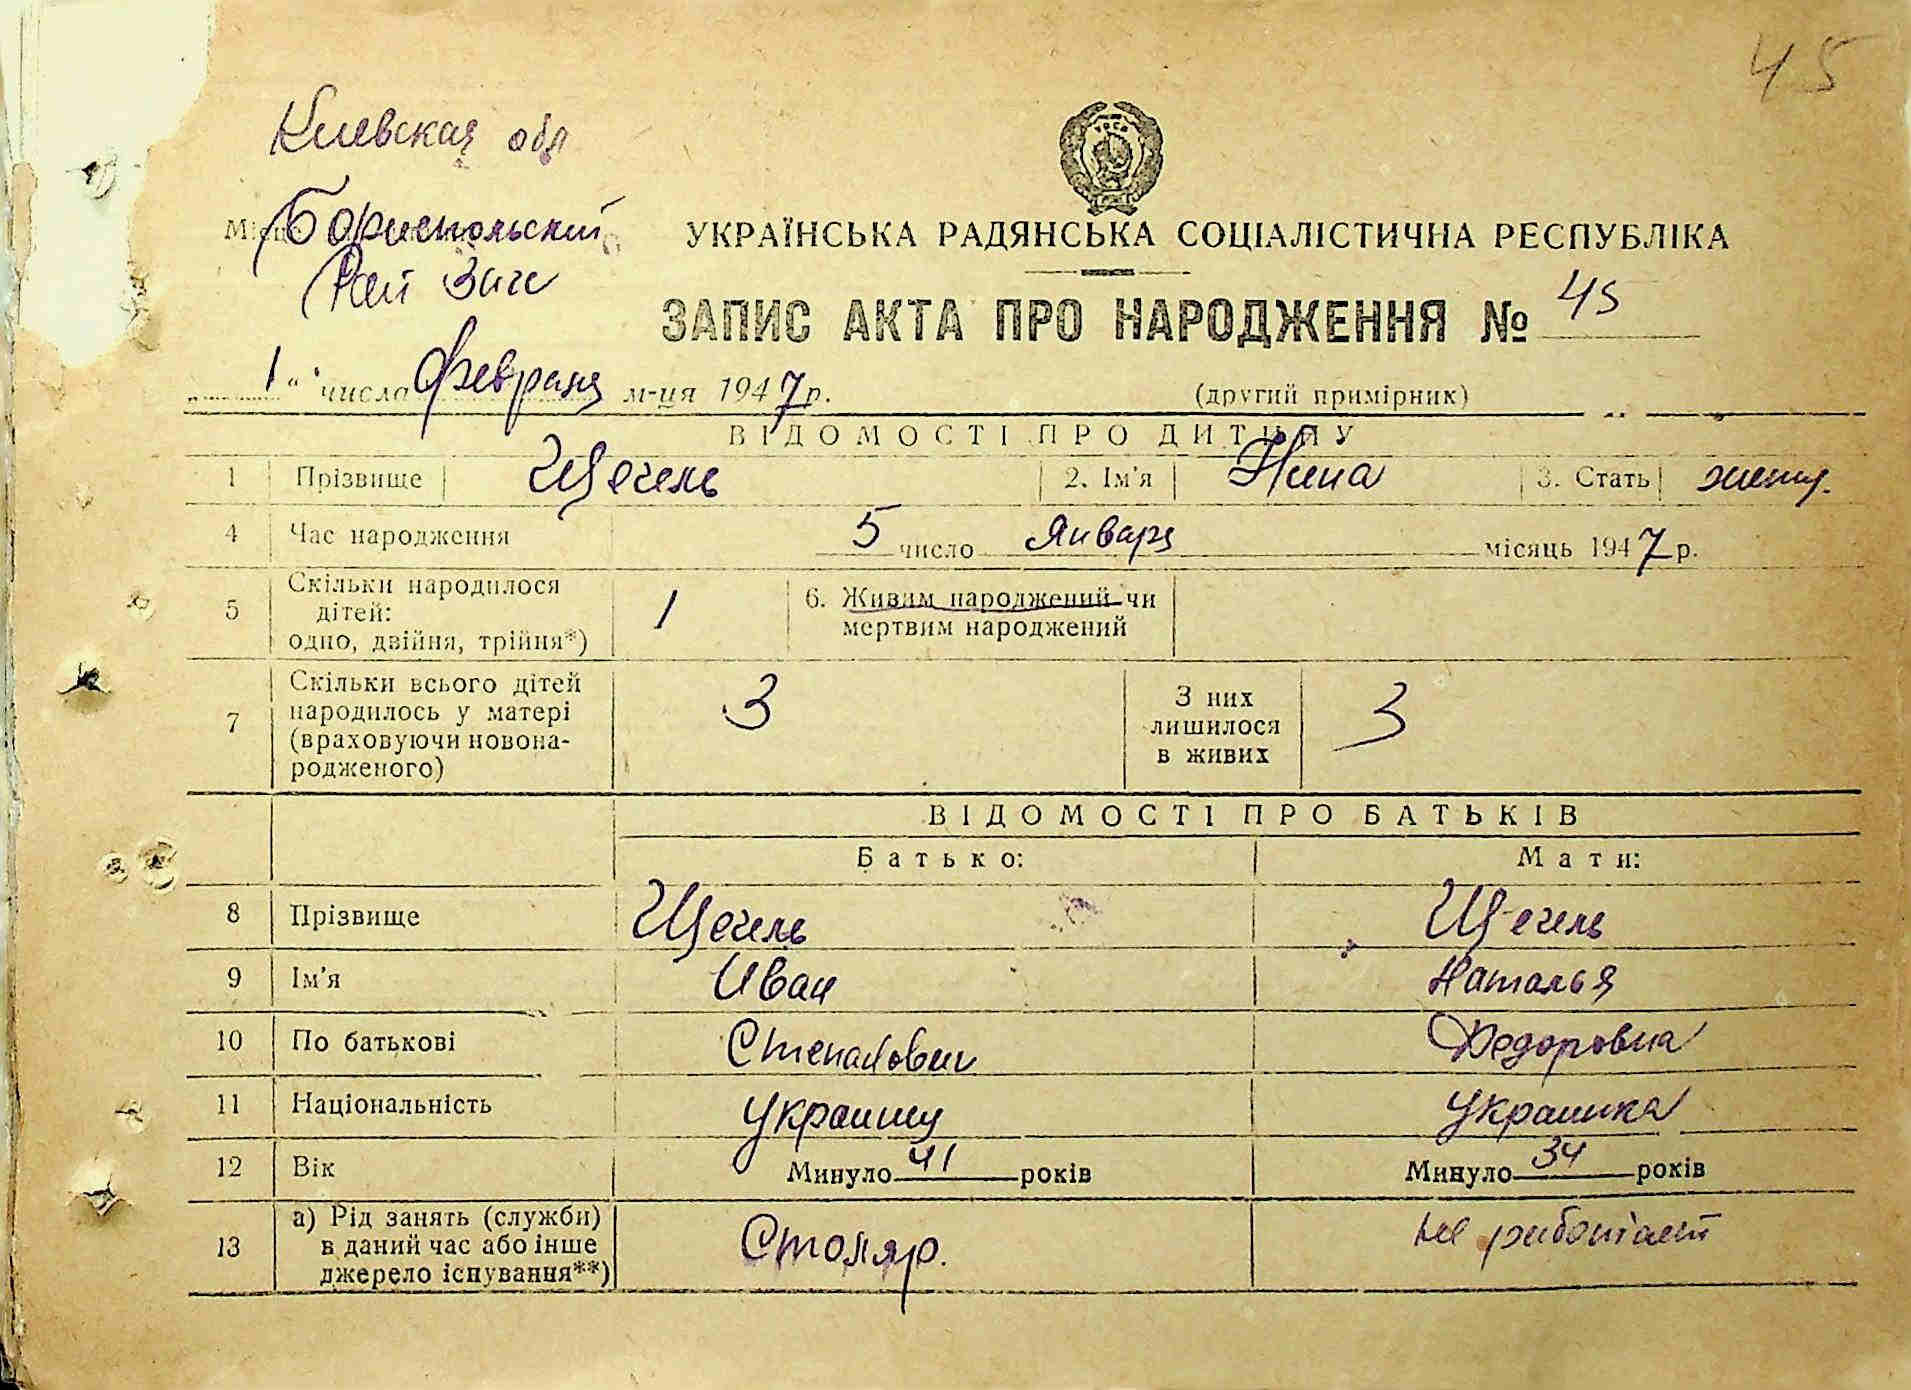 45
Киевская обл
Бориспольский
Рай Загс
УКРАЇНСЬКА РАДЯНСЬКА СОЦІАЛІСТИЧНА РЕСПУБЛІКА
ЗАПИС АКТА ПРО НАРОДЖЕННЯ № 45
1 " числа Февраля м-ця 1947 р.
(другий примірник)
ВІДОМОСТІ ПРО ДИТИНУ
1 Прізвище Щегель 2. Ім'я Нина 3. Стать женщ.
4 Час народження 5 число Января місяць 1947 р.
5 Скільки народилося
дітей:
одно, двійня, трійня*) 1
6. Живим народжений чи
мертвим народжений
7 Скільки всього дітей
народилось у матері
(враховуючи новона-
родженого) 3
З них
лишилося
в живих 3
ВІДОМОСТІ ПРО БАТЬКІВ
Батько: Мати:
8 Прізвище Щегель Щегель
9 Ім'я Иван Наталья
10 По батькові Степанович Федоровна
11 Національність украинц украинка
12 Вік Минуло 41 років Минуло 34 років
13 а) Рід занять (служби)
в даний час або інше
джерело існування**) Столяр. не работает